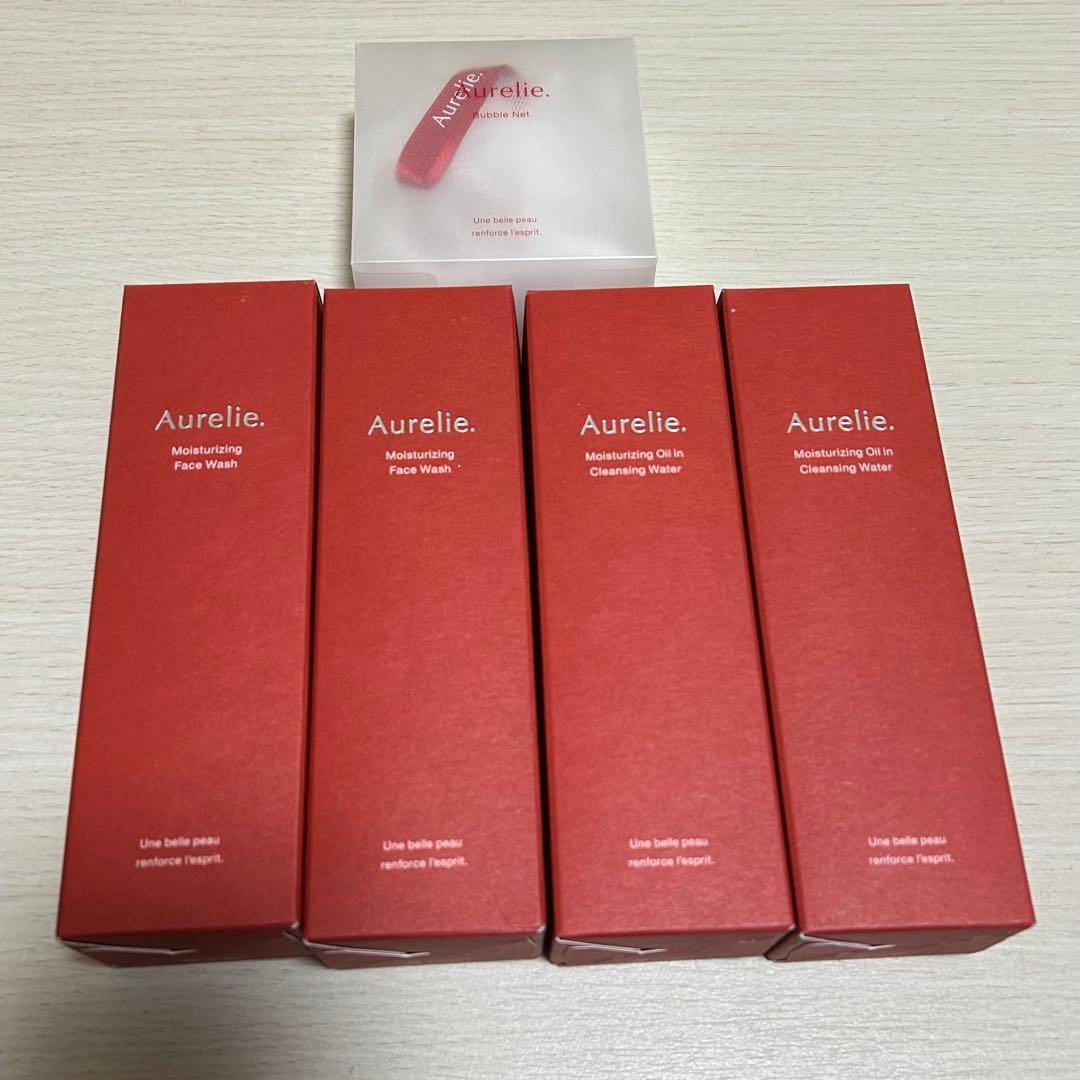 Aurelie.
Aurelie.
Bubble Net
Une belle peau
renforce l'esprit.
Aurelie.
Moisturizing
Face Wash
Une belle peau
renforce l'esprit.
Aurelie.
Moisturizing
Face Wash
Une belle peau
renforce l'esprit.
Aurelie.
Moisturizing Oil in
Cleansing Water
Une belle peau
renforce l'esprit.
Aurelie.
Moisturizing Oil in
Cleansing Water
Une belle peau
renforce l'esprit.